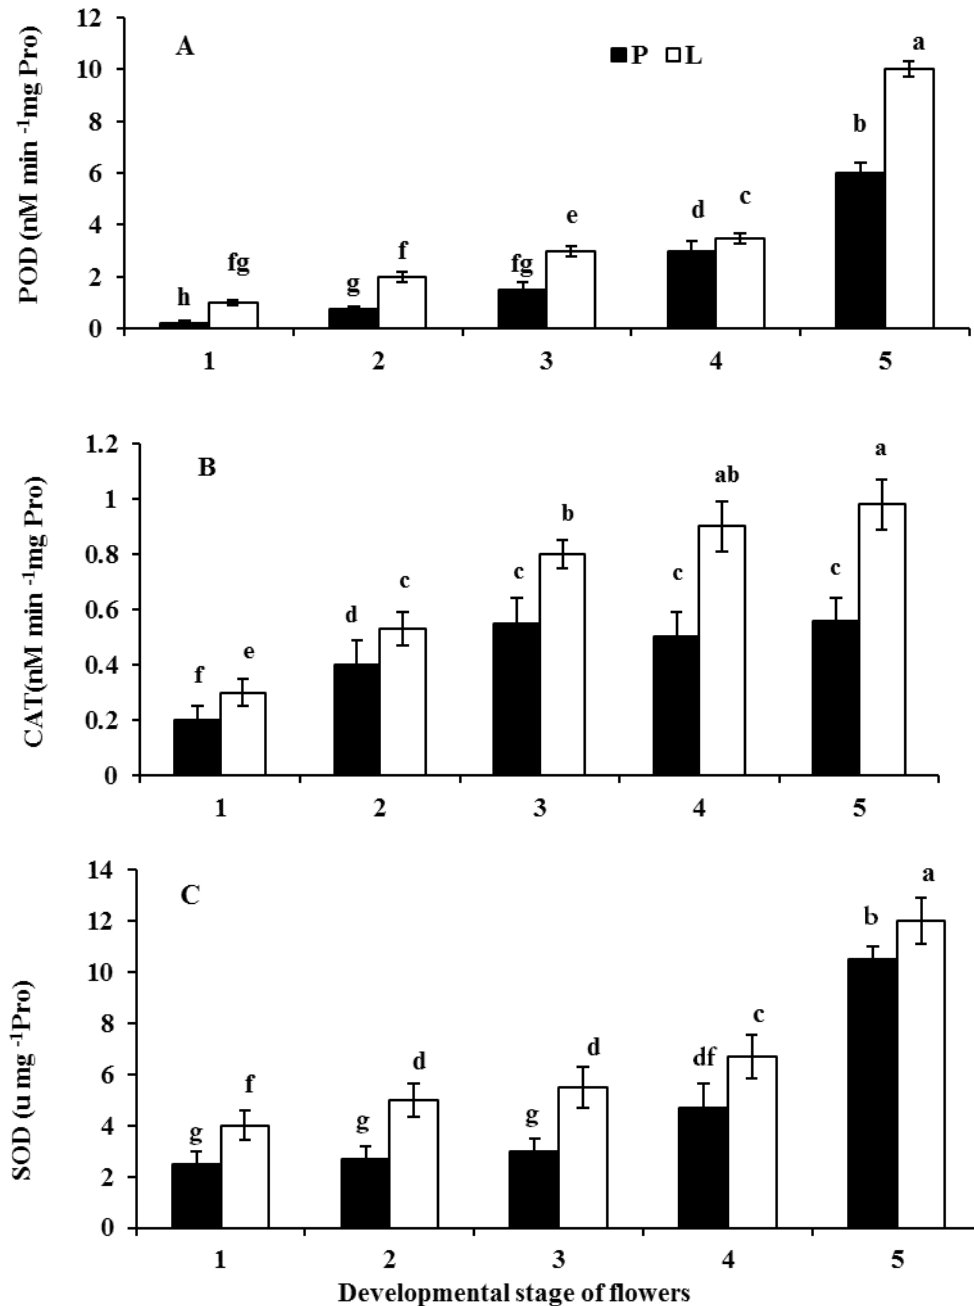 12
A
P L
a
10
8
b
6
d c
4
e
fg f fg
2
h g
0
1 2 3 4 5
POD (nM min -1mg Pro)
1.2
B
a
ab
1
b
0.8
c c c c
0.6
d
0.4
f e
0.2
0
1 2 3 4 5
CAT(nM min -1mg Pro)
14
C
a
12
b
10
8
c
d d df
6
f
4
g g g
2
0
1 2 3 4 5
SOD (u mg -1Pro)
Developmental stage of flowers